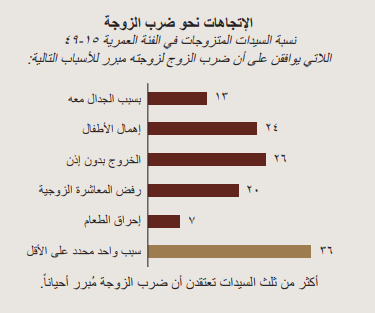 الإتجاهات نحو ضرب الزوجة
نسبة السيدات المتزوجات في الفئة العمرية ١٥-٤٩
اللاتي يوافقن على أن ضرب الزوج لزوجته مبرر للأسباب التالية:
بسبب الجدال معه ١٣
إهمال الأطفال ٢٤
الخروج بدون إذن ٢٦
رفض المعاشرة الزوجية ٢٠
إحراق الطعام ٧
سبب واحد محدد على الأقل ٣٦
أكثر من ثلث السيدات تعتقدن أن ضرب الزوجة مُبرر أحياناً.